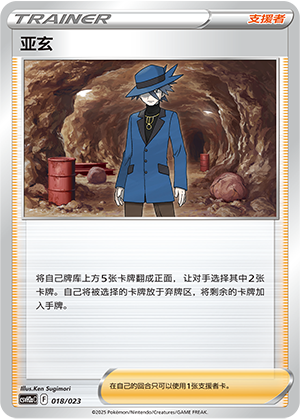 TRAINER 支援者
亚玄
将自己牌库上方5张卡牌翻成正面，让对手选择其中2张
卡牌。自己将被选择的卡牌放于弃牌区，将剩余的卡牌加
入手牌。
Illus.Ken Sugimori
F 018/023
在自己的回合只可以使用1张支援者卡。
©2025 Pokémon/Nintendo/Creatures/GAME FREAK.